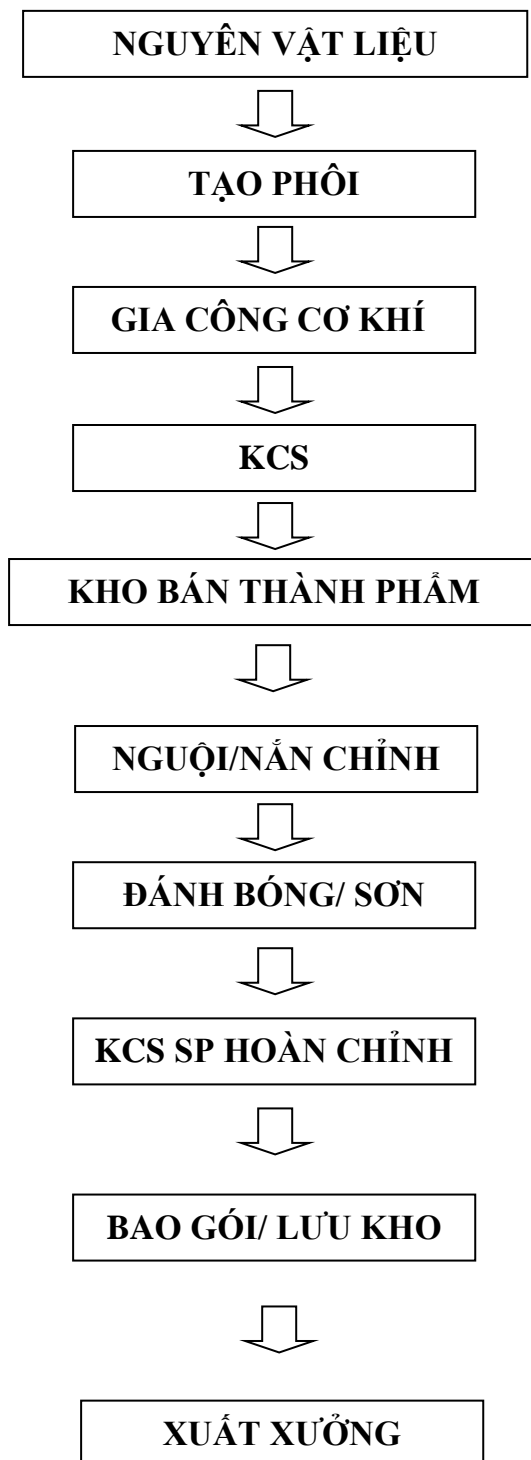 NGUYÊN VẬT LIỆU
TẠO PHÔI
GIA CÔNG CƠ KHÍ
KCS
KHO BÁN THÀNH PHẨM
NGUỘI/NẮN CHỈNH
ĐÁNH BÓNG/ SƠN
KCS SP HOÀN CHỈNH
BAO GÓI/ LƯU KHO
XUẤT XƯỞNG